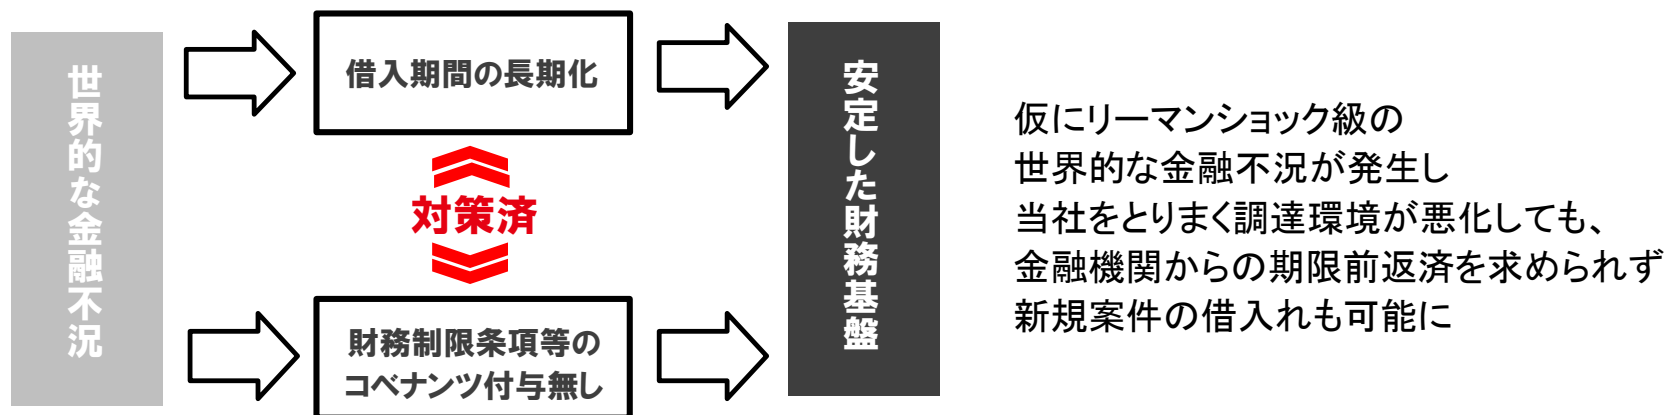 世界的な金融不況
借入期間の長期化
対策済
財務制限条項等の
コベナンツ付与無し
安定した財務基盤
仮にリーマンショック級の
世界的な金融不況が発生し
当社をとりまく調達環境が悪化しても、
金融機関からの期限前返済を求められず
新規案件の借入れも可能に